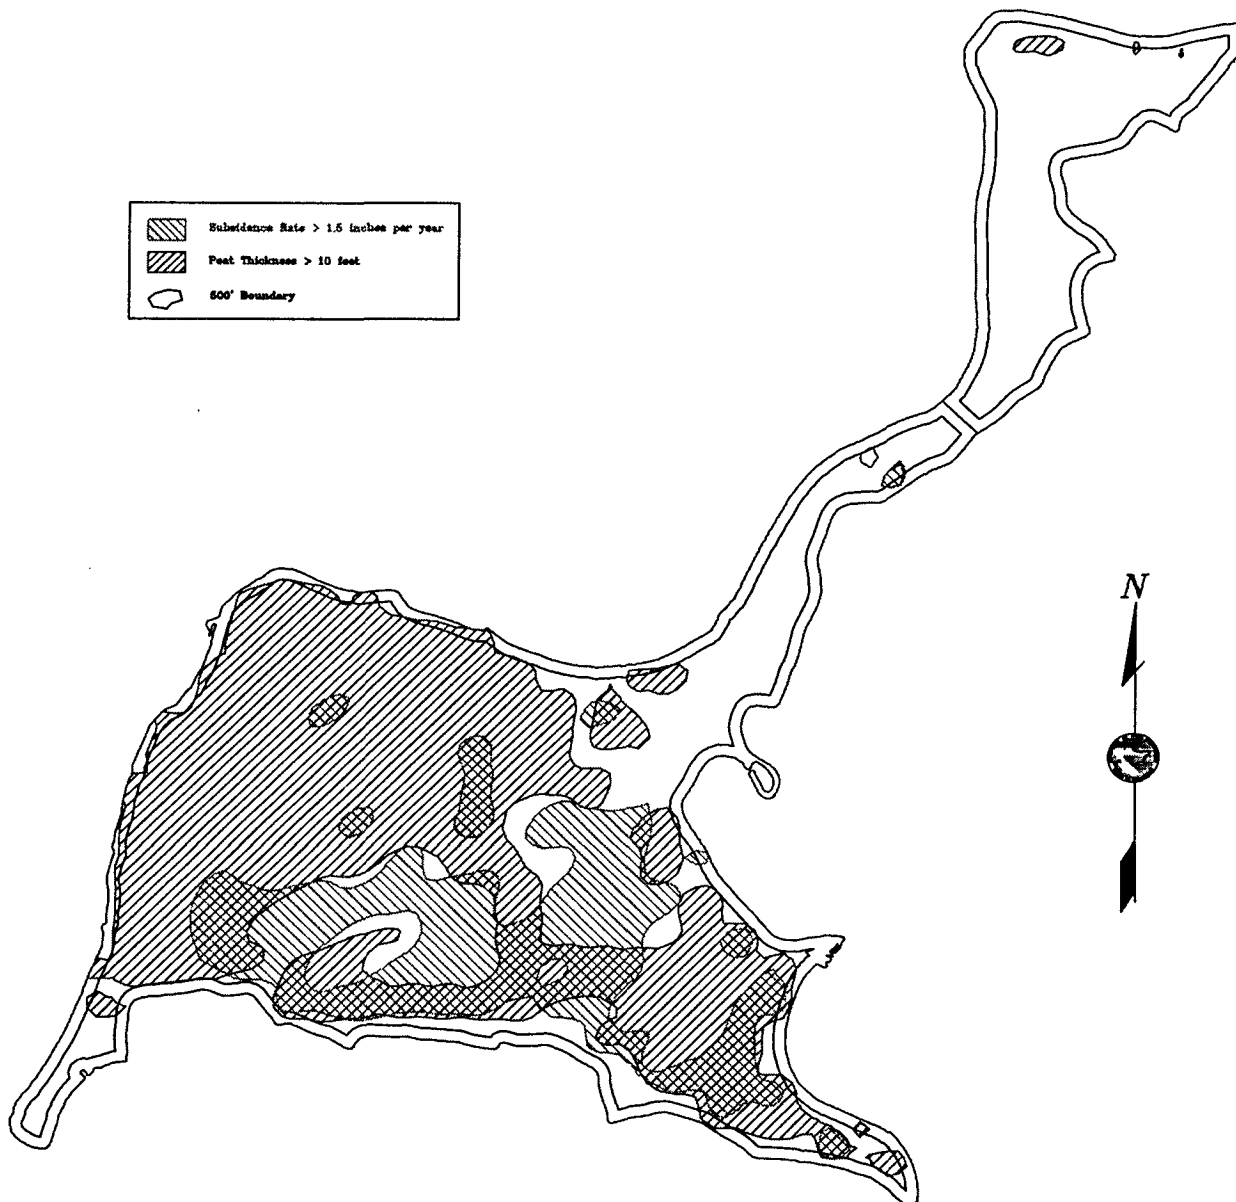 Subsidence Rate > 1.5 inches per year
Peat Thickness > 10 feet
500' Boundary
N